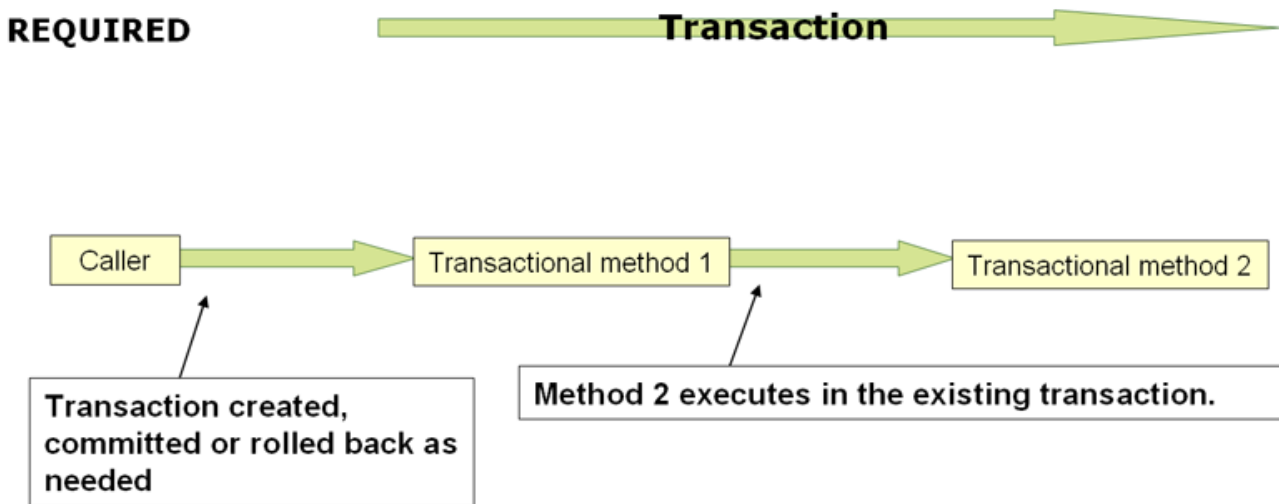 REQUIRED
Transaction
Caller
Transactional method 1
Transactional method 2
Transaction created,
committed or rolled back as
needed
Method 2 executes in the existing transaction.